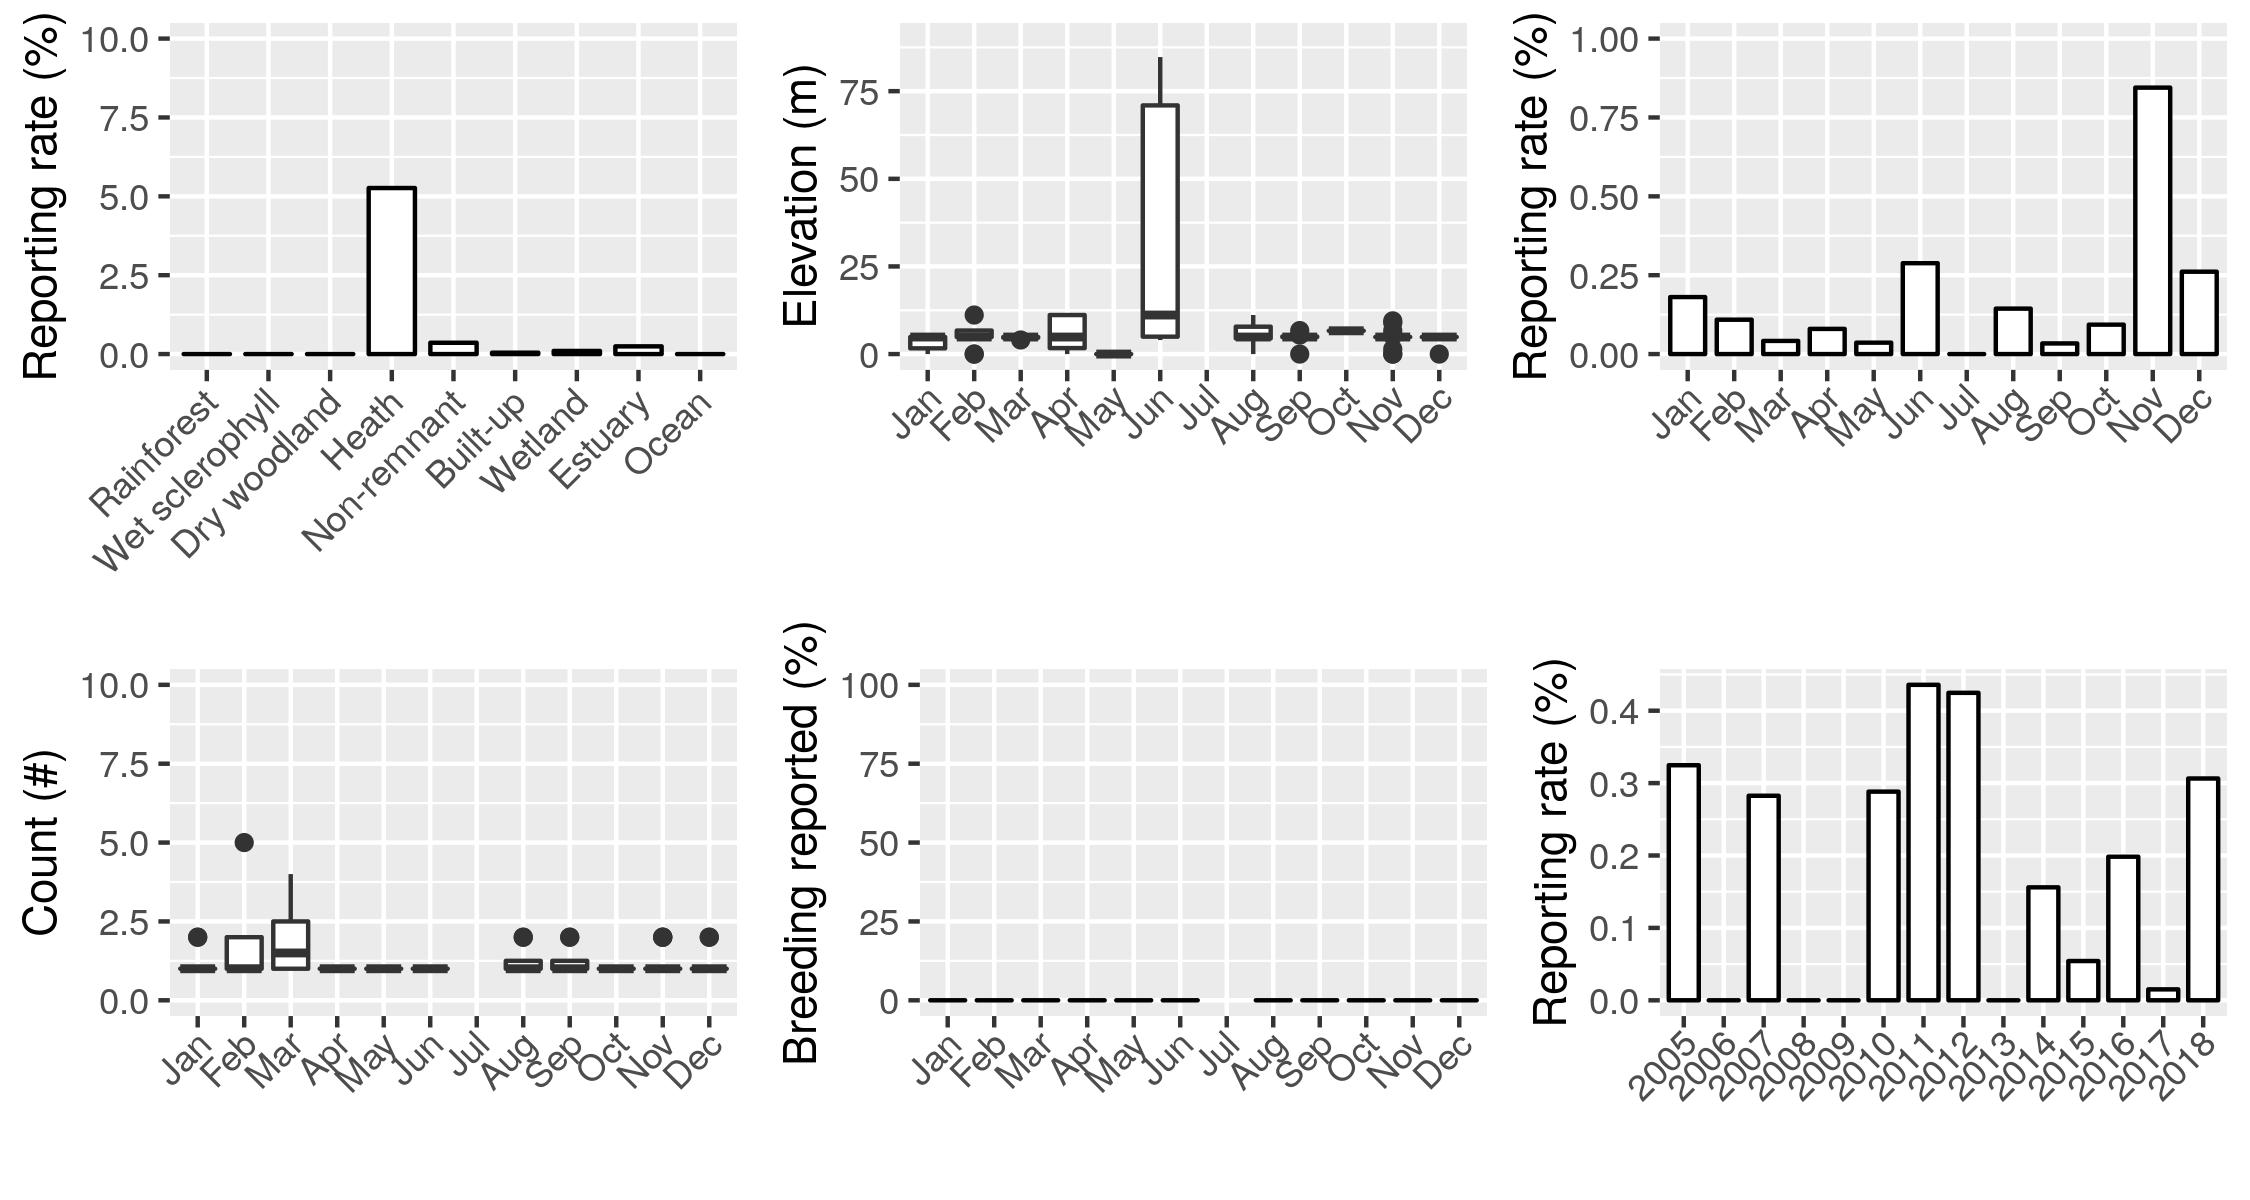 Reporting rate (%)
10.0
7.5
5.0
2.5
0.0
Rainforest
Wet sclerophyll
Dry woodland
Heath
Non-remnant
Built-up
Wetland
Estuary
Ocean
Elevation (m)
75
50
25
0
Jan
Feb
Mar
Apr
May
Jun
Jul
Aug
Sep
Oct
Nov
Dec
Reporting rate (%)
1.00
0.75
0.50
0.25
0.00
Jan
Feb
Mar
Apr
May
Jun
Jul
Aug
Sep
Oct
Nov
Dec
Count (#)
10.0
7.5
5.0
2.5
0.0
Jan
Feb
Mar
Apr
May
Jun
Jul
Aug
Sep
Oct
Nov
Dec
Breeding reported (%)
100
75
50
25
0
Jan
Feb
Mar
Apr
May
Jun
Jul
Aug
Sep
Oct
Nov
Dec
Reporting rate (%)
0.4
0.3
0.2
0.1
0.0
2005
2006
2007
2008
2009
2010
2011
2012
2013
2014
2015
2016
2017
2018